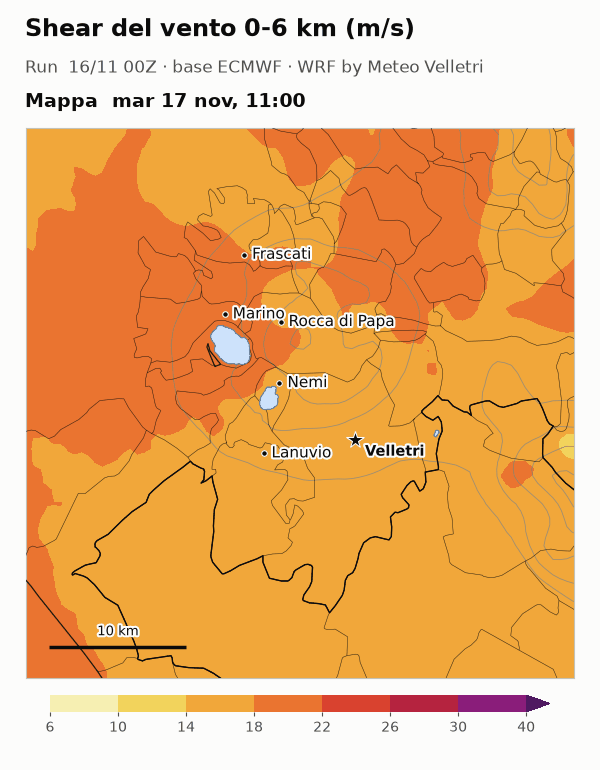 Shear del vento 0-6 km (m/s)
Run  16/11 00Z · base ECMWF · WRF by Meteo Velletri
Mappa  mar 17 nov, 11:00
Frascati
Marino
Rocca di Papa
Nemi
Velletri
Lanuvio
10 km
6 10 14 18 22 26 30 40